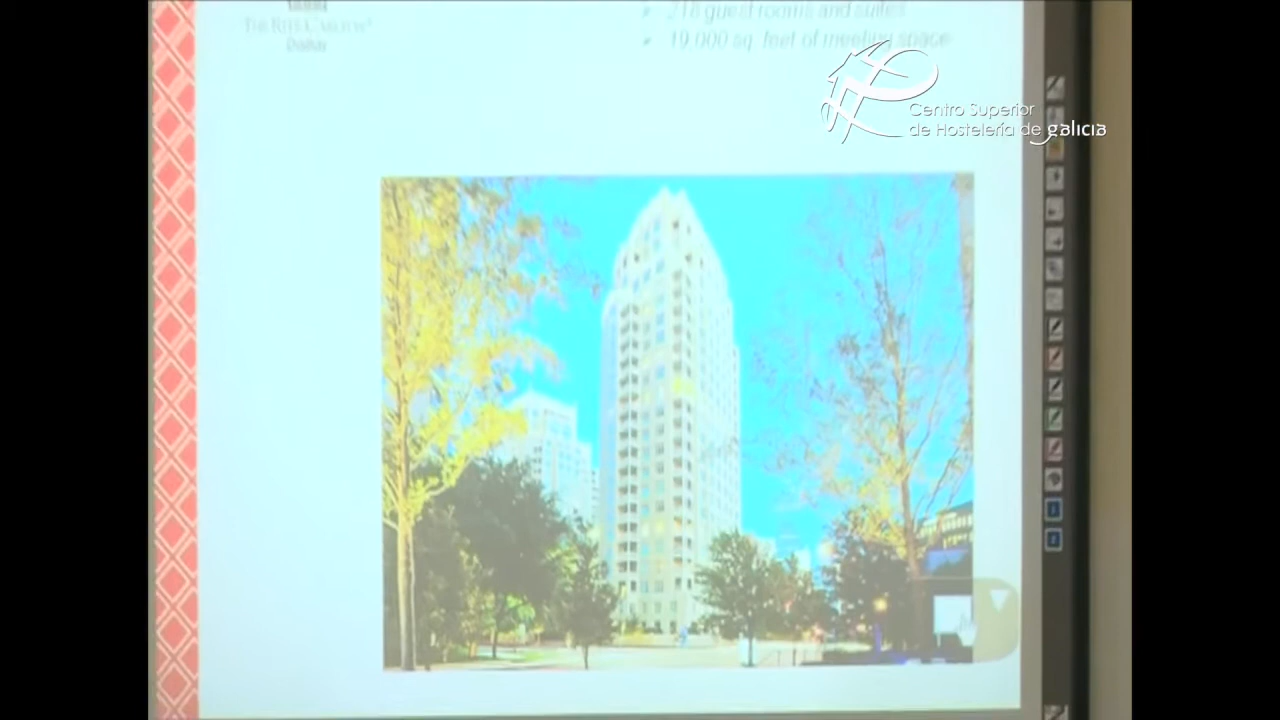 THE RITZ-CARLTON®
Dallas
218 guest rooms and suites
19,000 sq. feet of meeting space
Centro Superior
de Hostelería de galicia